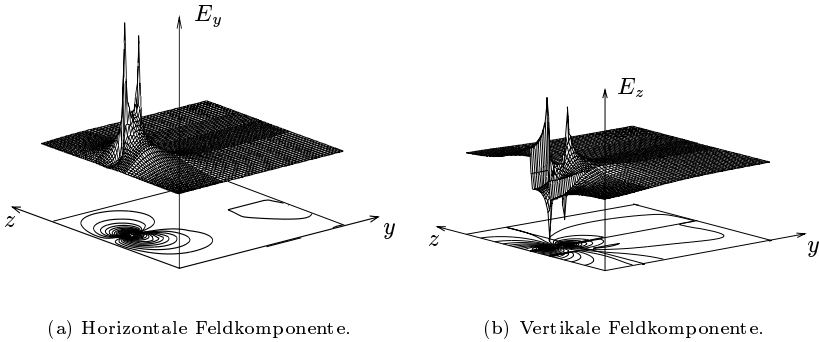 E_y
z
y
(a) Horizontale Feldkomponente.
E_z
z
y
(b) Vertikale Feldkomponente.